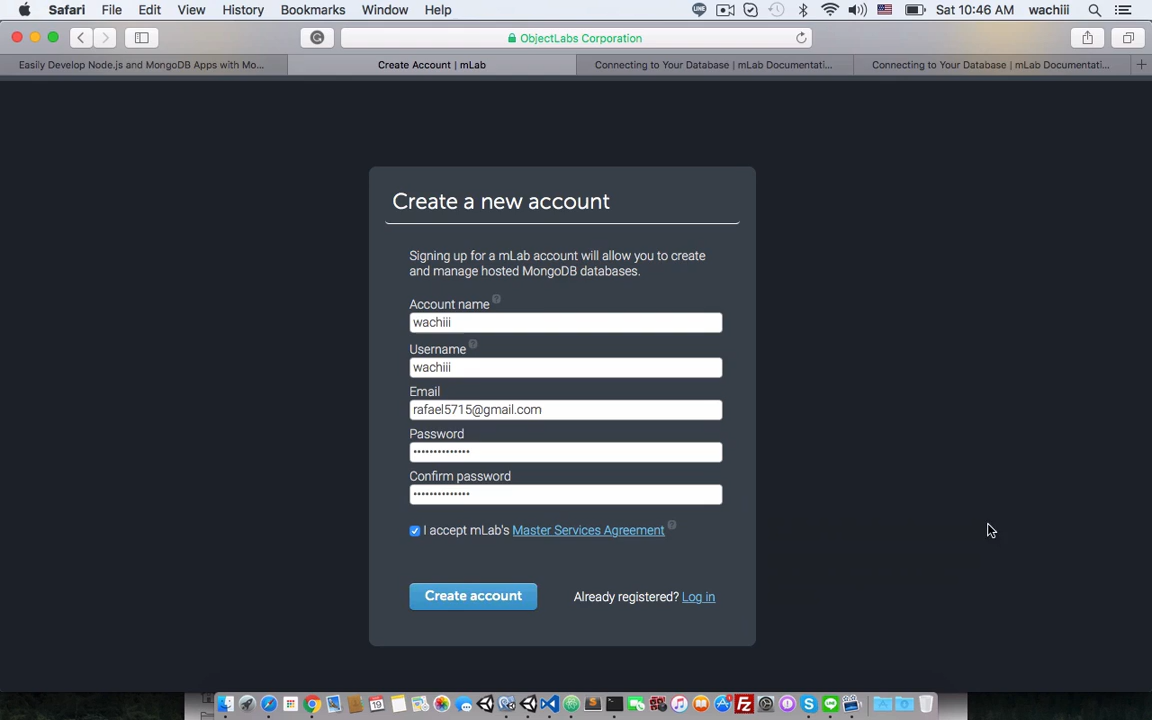 Safari File Edit View History Bookmarks Window Help Sat 10:46 AM wachiii
ObjectLabs Corporation
Easily Develop Node.js and MongoDB Apps with Mo... Create Account | mLab Connecting to Your Database | mLab Documentati... Connecting to Your Database | mLab Documentati...
Create a new account
Signing up for a mLab account will allow you to create
and manage hosted MongoDB databases.
Account name ?
wachiii
Username ?
wachiii
Email
rafael5715@gmail.com
Password
••••••••••••••
Confirm password
••••••••••••••
I accept mLab's Master Services Agreement ?
Create account Already registered? Log in